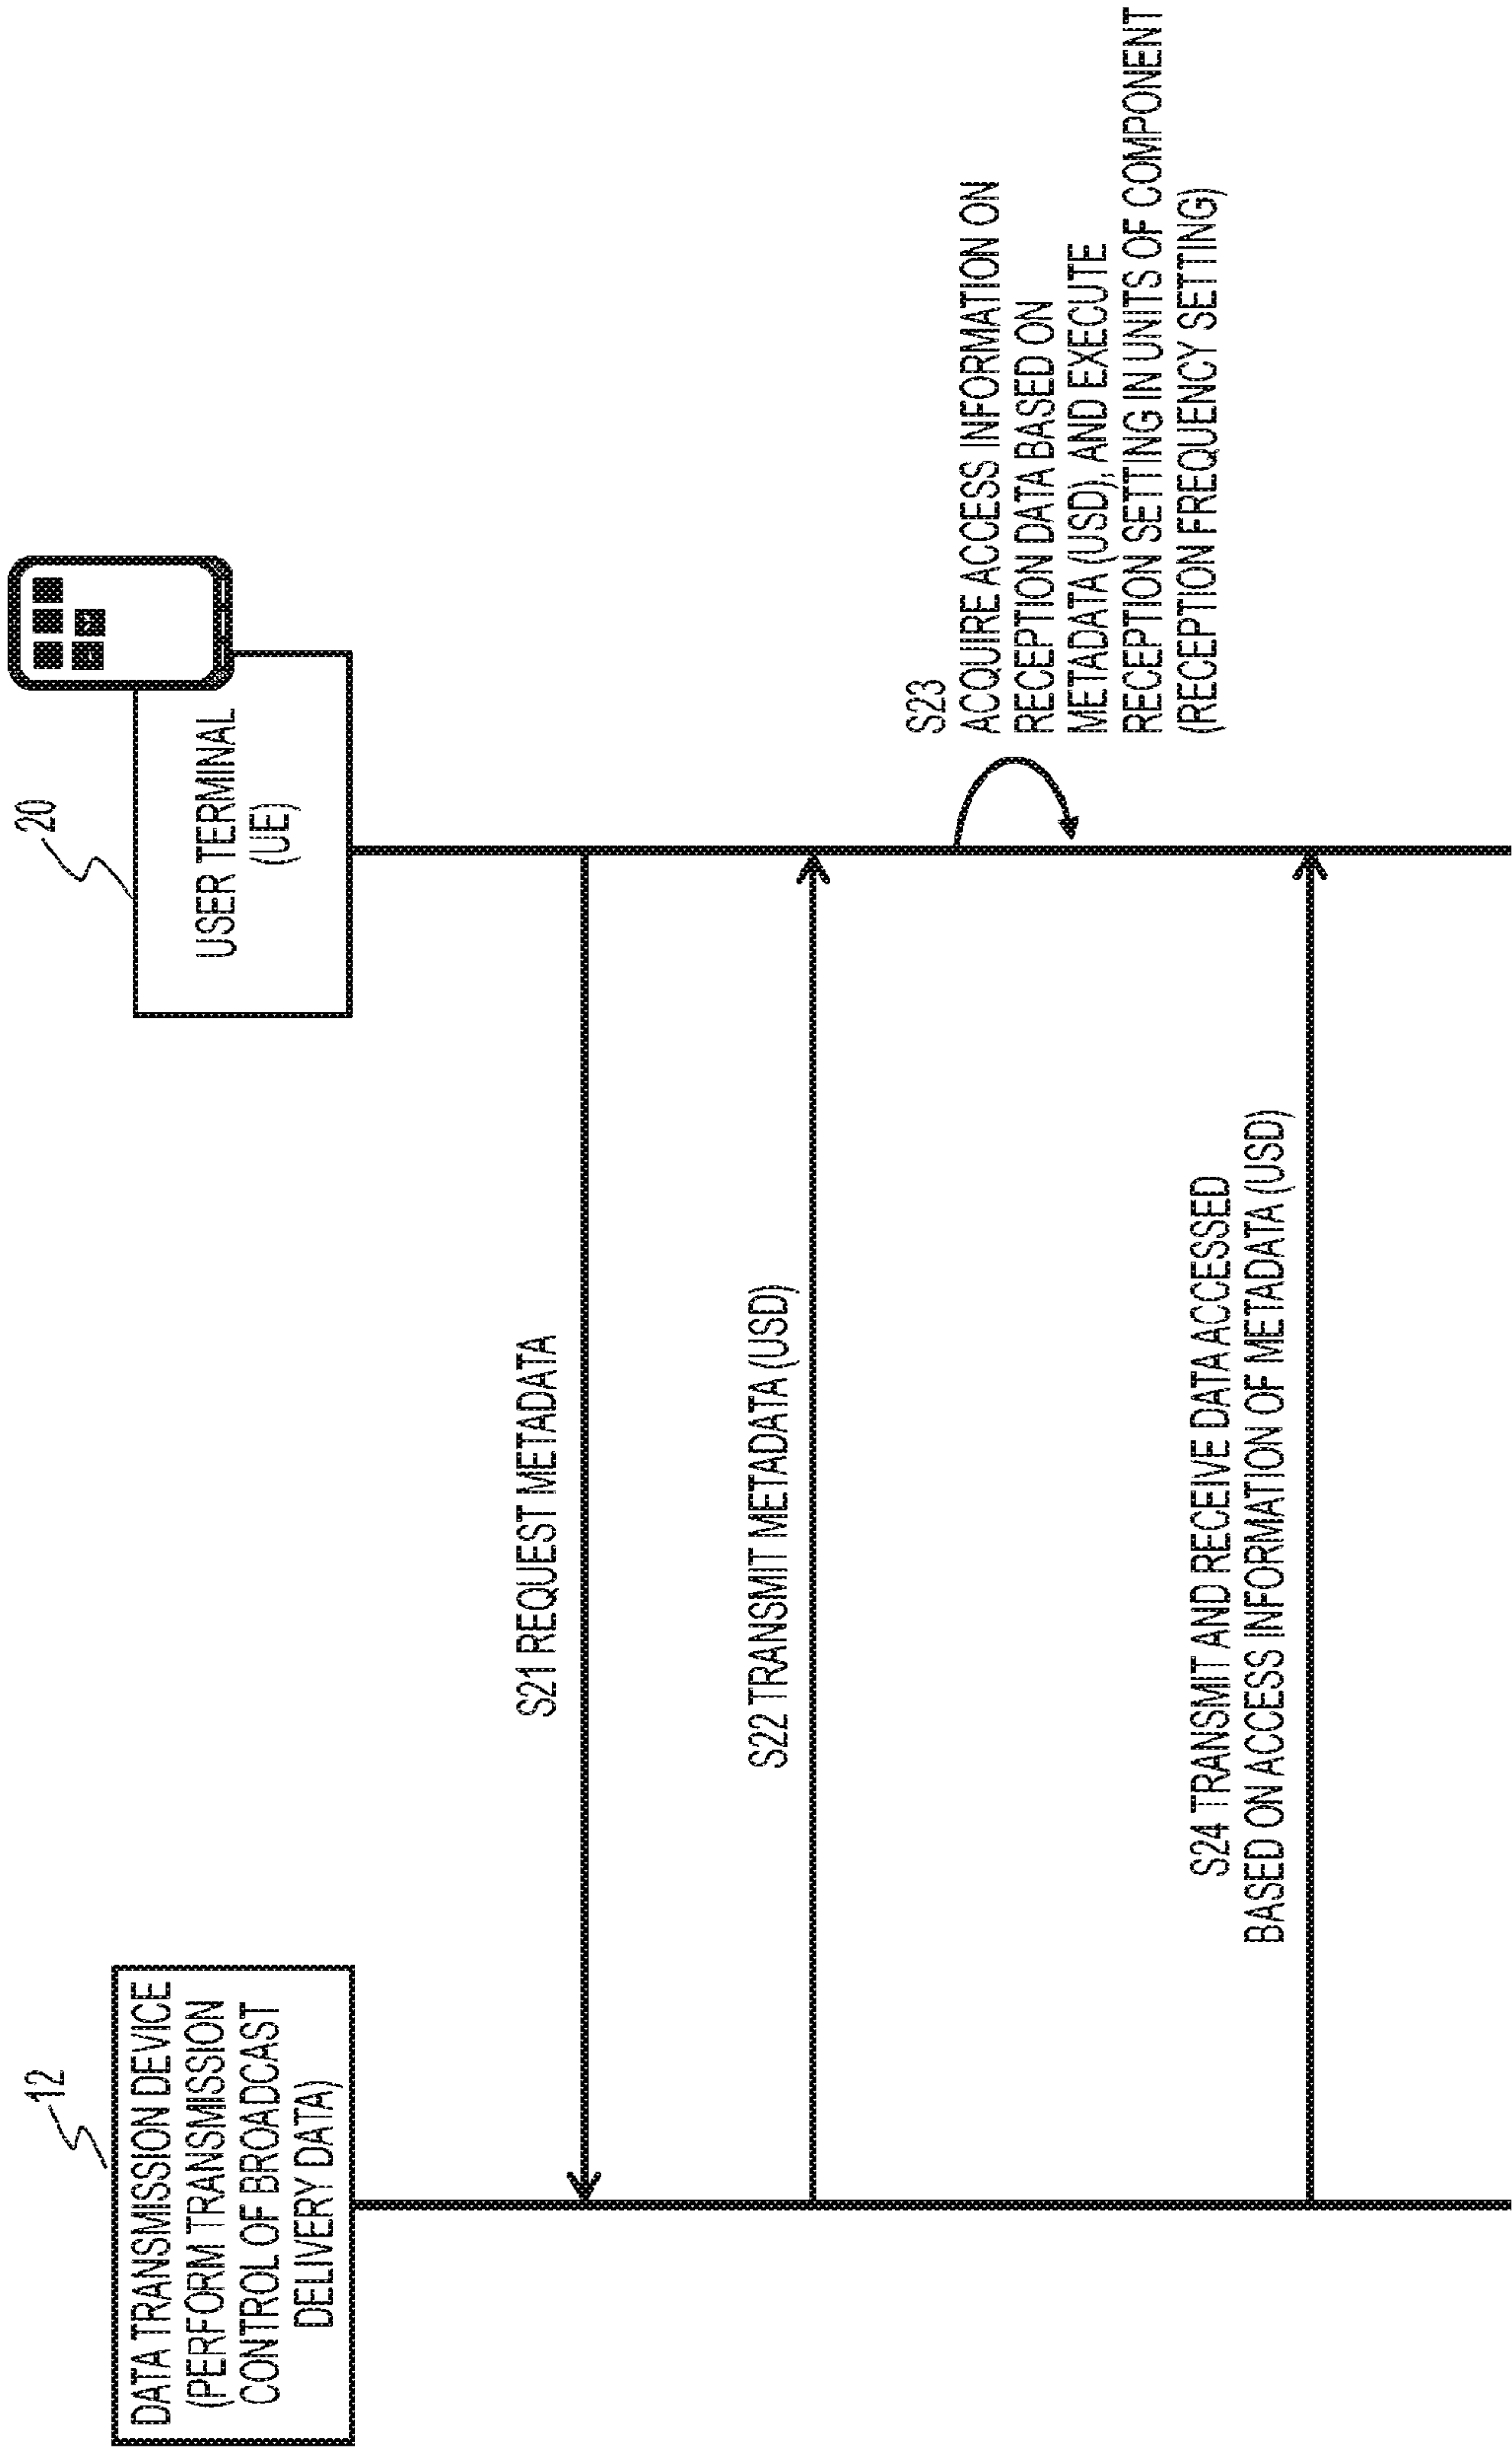 12
DATA TRANSMISSION DEVICE
(PERFORM TRANSMISSION
CONTROL OF BROADCAST
DELIVERY DATA)
20
USER TERMINAL
(UE)
S21 REQUEST METADATA
S22 TRANSMIT METADATA (USD)
S23
ACQUIRE ACCESS INFORMATION ON
RECEPTION DATA BASED ON
METADATA (USD), AND EXECUTE
RECEPTION SETTING IN UNITS OF COMPONENT
(RECEPTION FREQUENCY SETTING)
S24 TRANSMIT AND RECEIVE DATA ACCESSED
BASED ON ACCESS INFORMATION OF METADATA (USD)